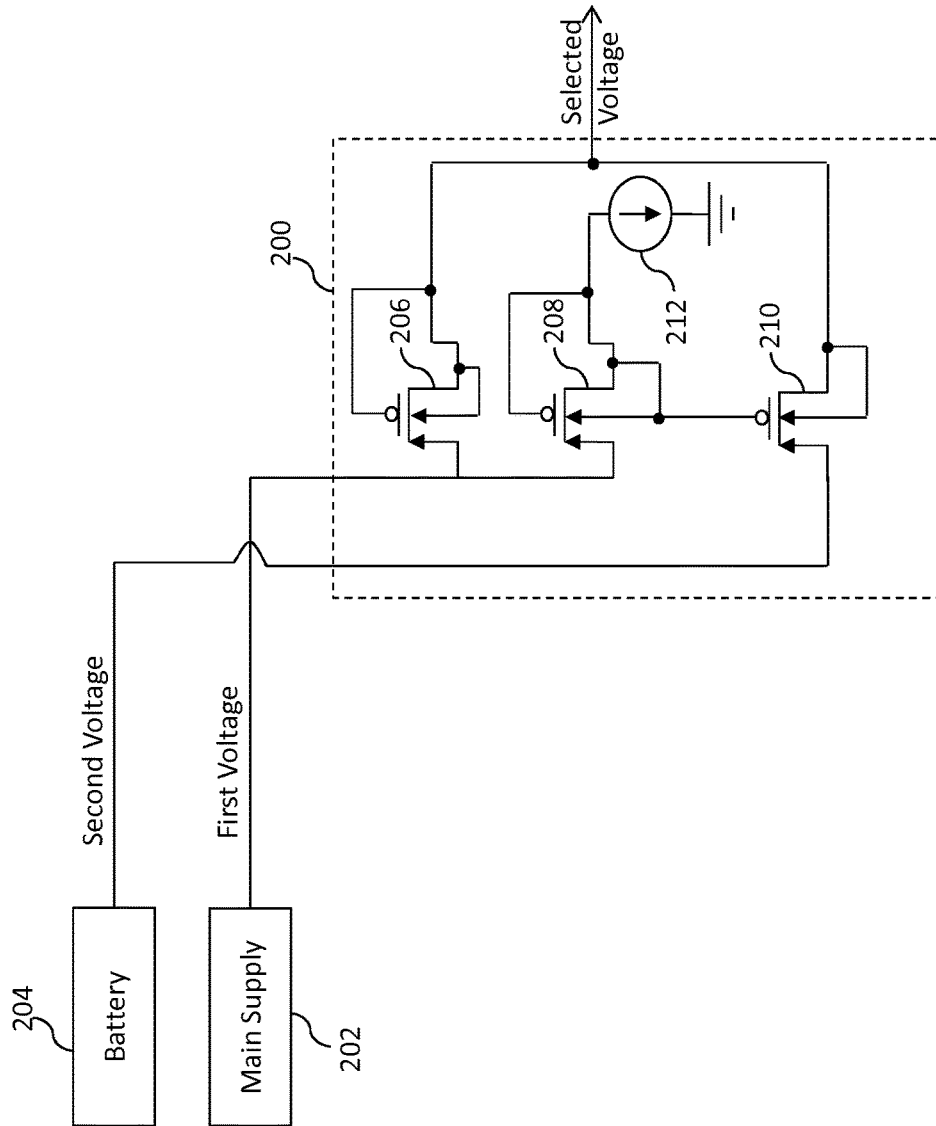 204
Battery
Second Voltage
202
Main Supply
First Voltage
200
206
208
212
210
Selected
Voltage